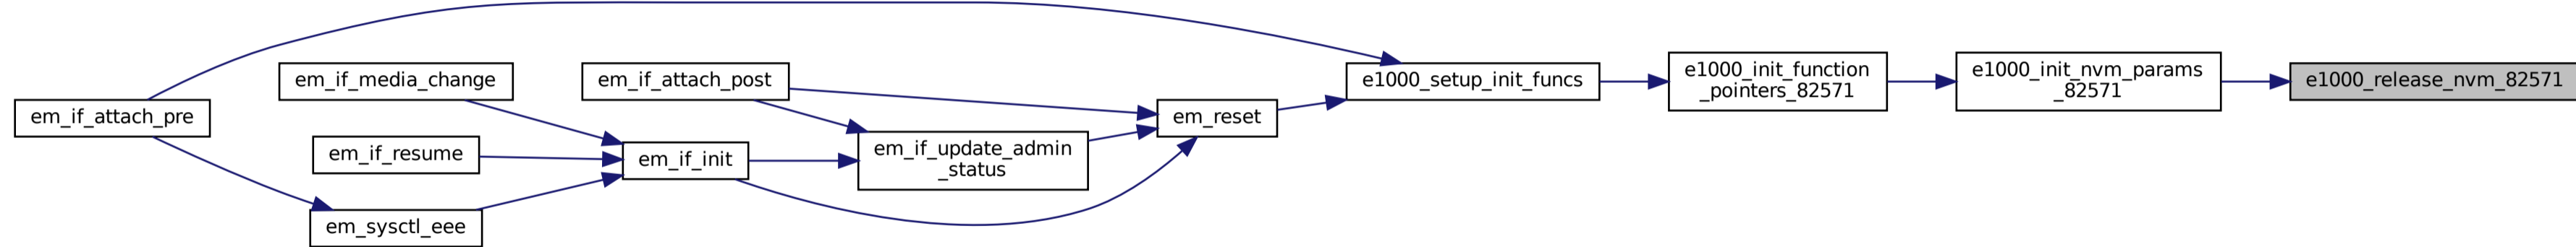 em_if_attach_pre
em_if_media_change
em_if_resume
em_sysctl_eee
em_if_attach_post
em_if_init
em_if_update_admin
_status
em_reset
e1000_setup_init_funcs
e1000_init_function
_pointers_82571
e1000_init_nvm_params
_82571
e1000_release_nvm_82571